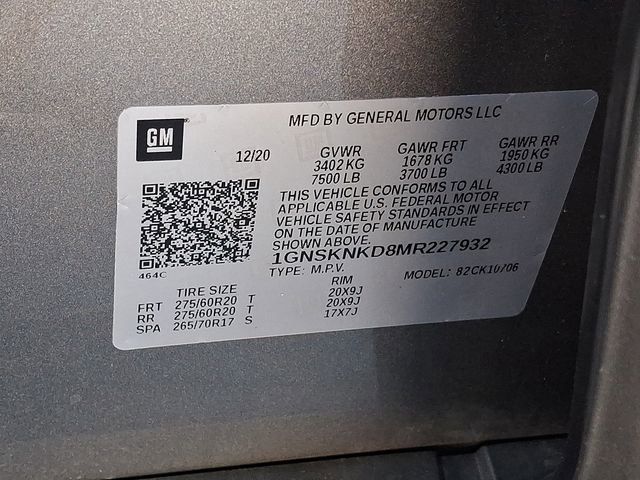 MFD BY GENERAL MOTORS LLC
GM
12/20
GVWR GAWR FRT GAWR RR
3402 KG 1678 KG 1950 KG
7500 LB 3700 LB 4300 LB
THIS VEHICLE CONFORMS TO ALL
APPLICABLE U.S. FEDERAL MOTOR
VEHICLE SAFETY STANDARDS IN EFFECT
ON THE DATE OF MANUFACTURE
SHOWN ABOVE.
1GNSKNKD8MR227932
TYPE: M.P.V. MODEL: 82CK10706
464C
TIRE SIZE RIM
FRT 275/60R20 T 20X9J
RR 275/60R20 T 20X9J
SPA 265/70R17 S 17X7J